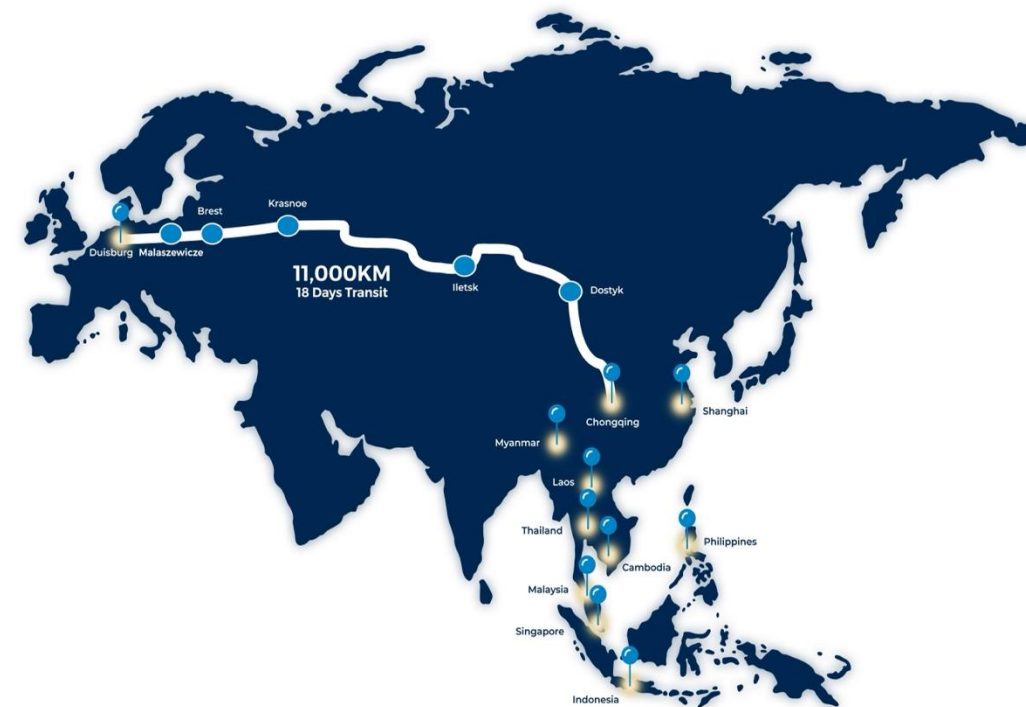 Krasnoe
Brest
Duisburg
Malaszewicze
11,000KM
18 Days Transit
Iletsk
Dostyk
Chongqing
Shanghai
Myanmar
Laos
Thailand
Philippines
Cambodia
Malaysia
Singapore
Indonesia